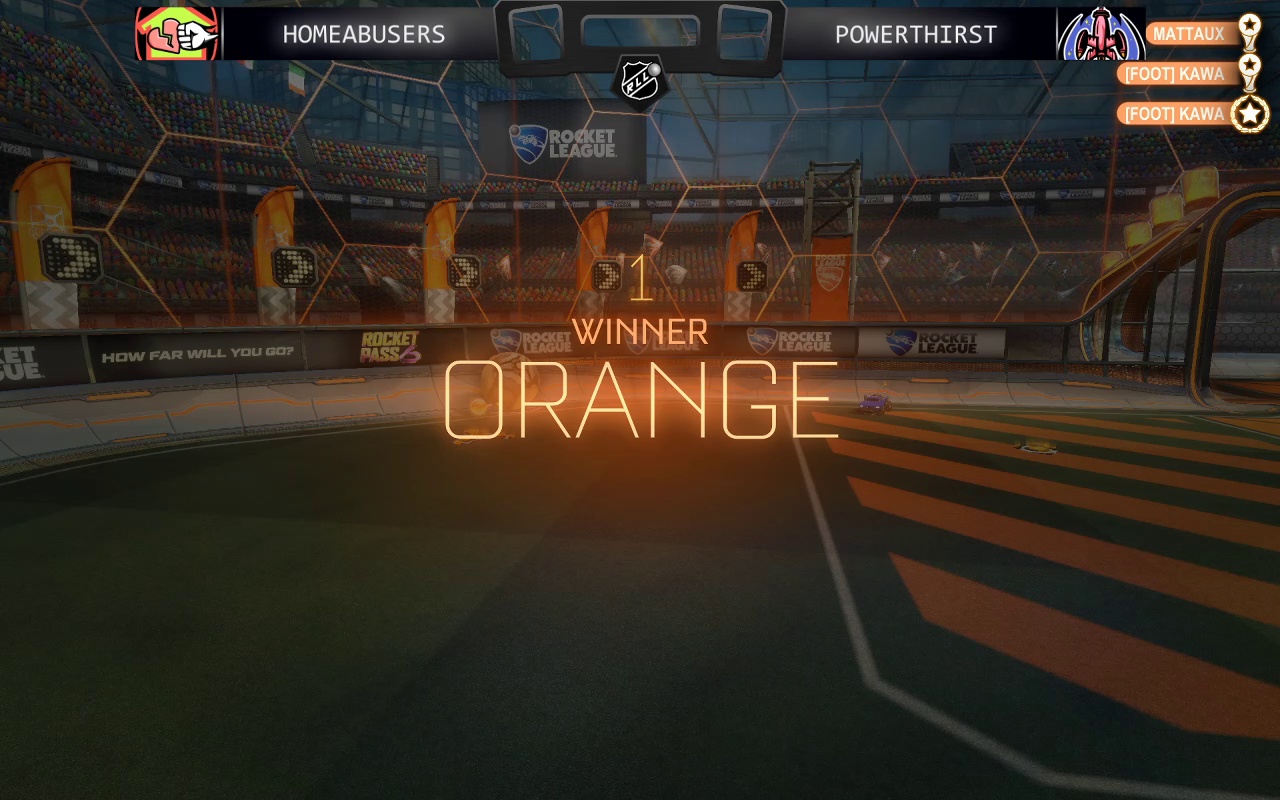 HOMEABUSERS
POWERTHIRST
MATTAUX
[FOOT] KAWA
[FOOT] KAWA
RLL
ROCKET
LEAGUE
1
WINNER
ORANGE
HOW FAR WILL YOU GO?
ROCKET
PASS 6
ROCKET
LEAGUE
ROCKET
LEAGUE
ROCKET
LEAGUE